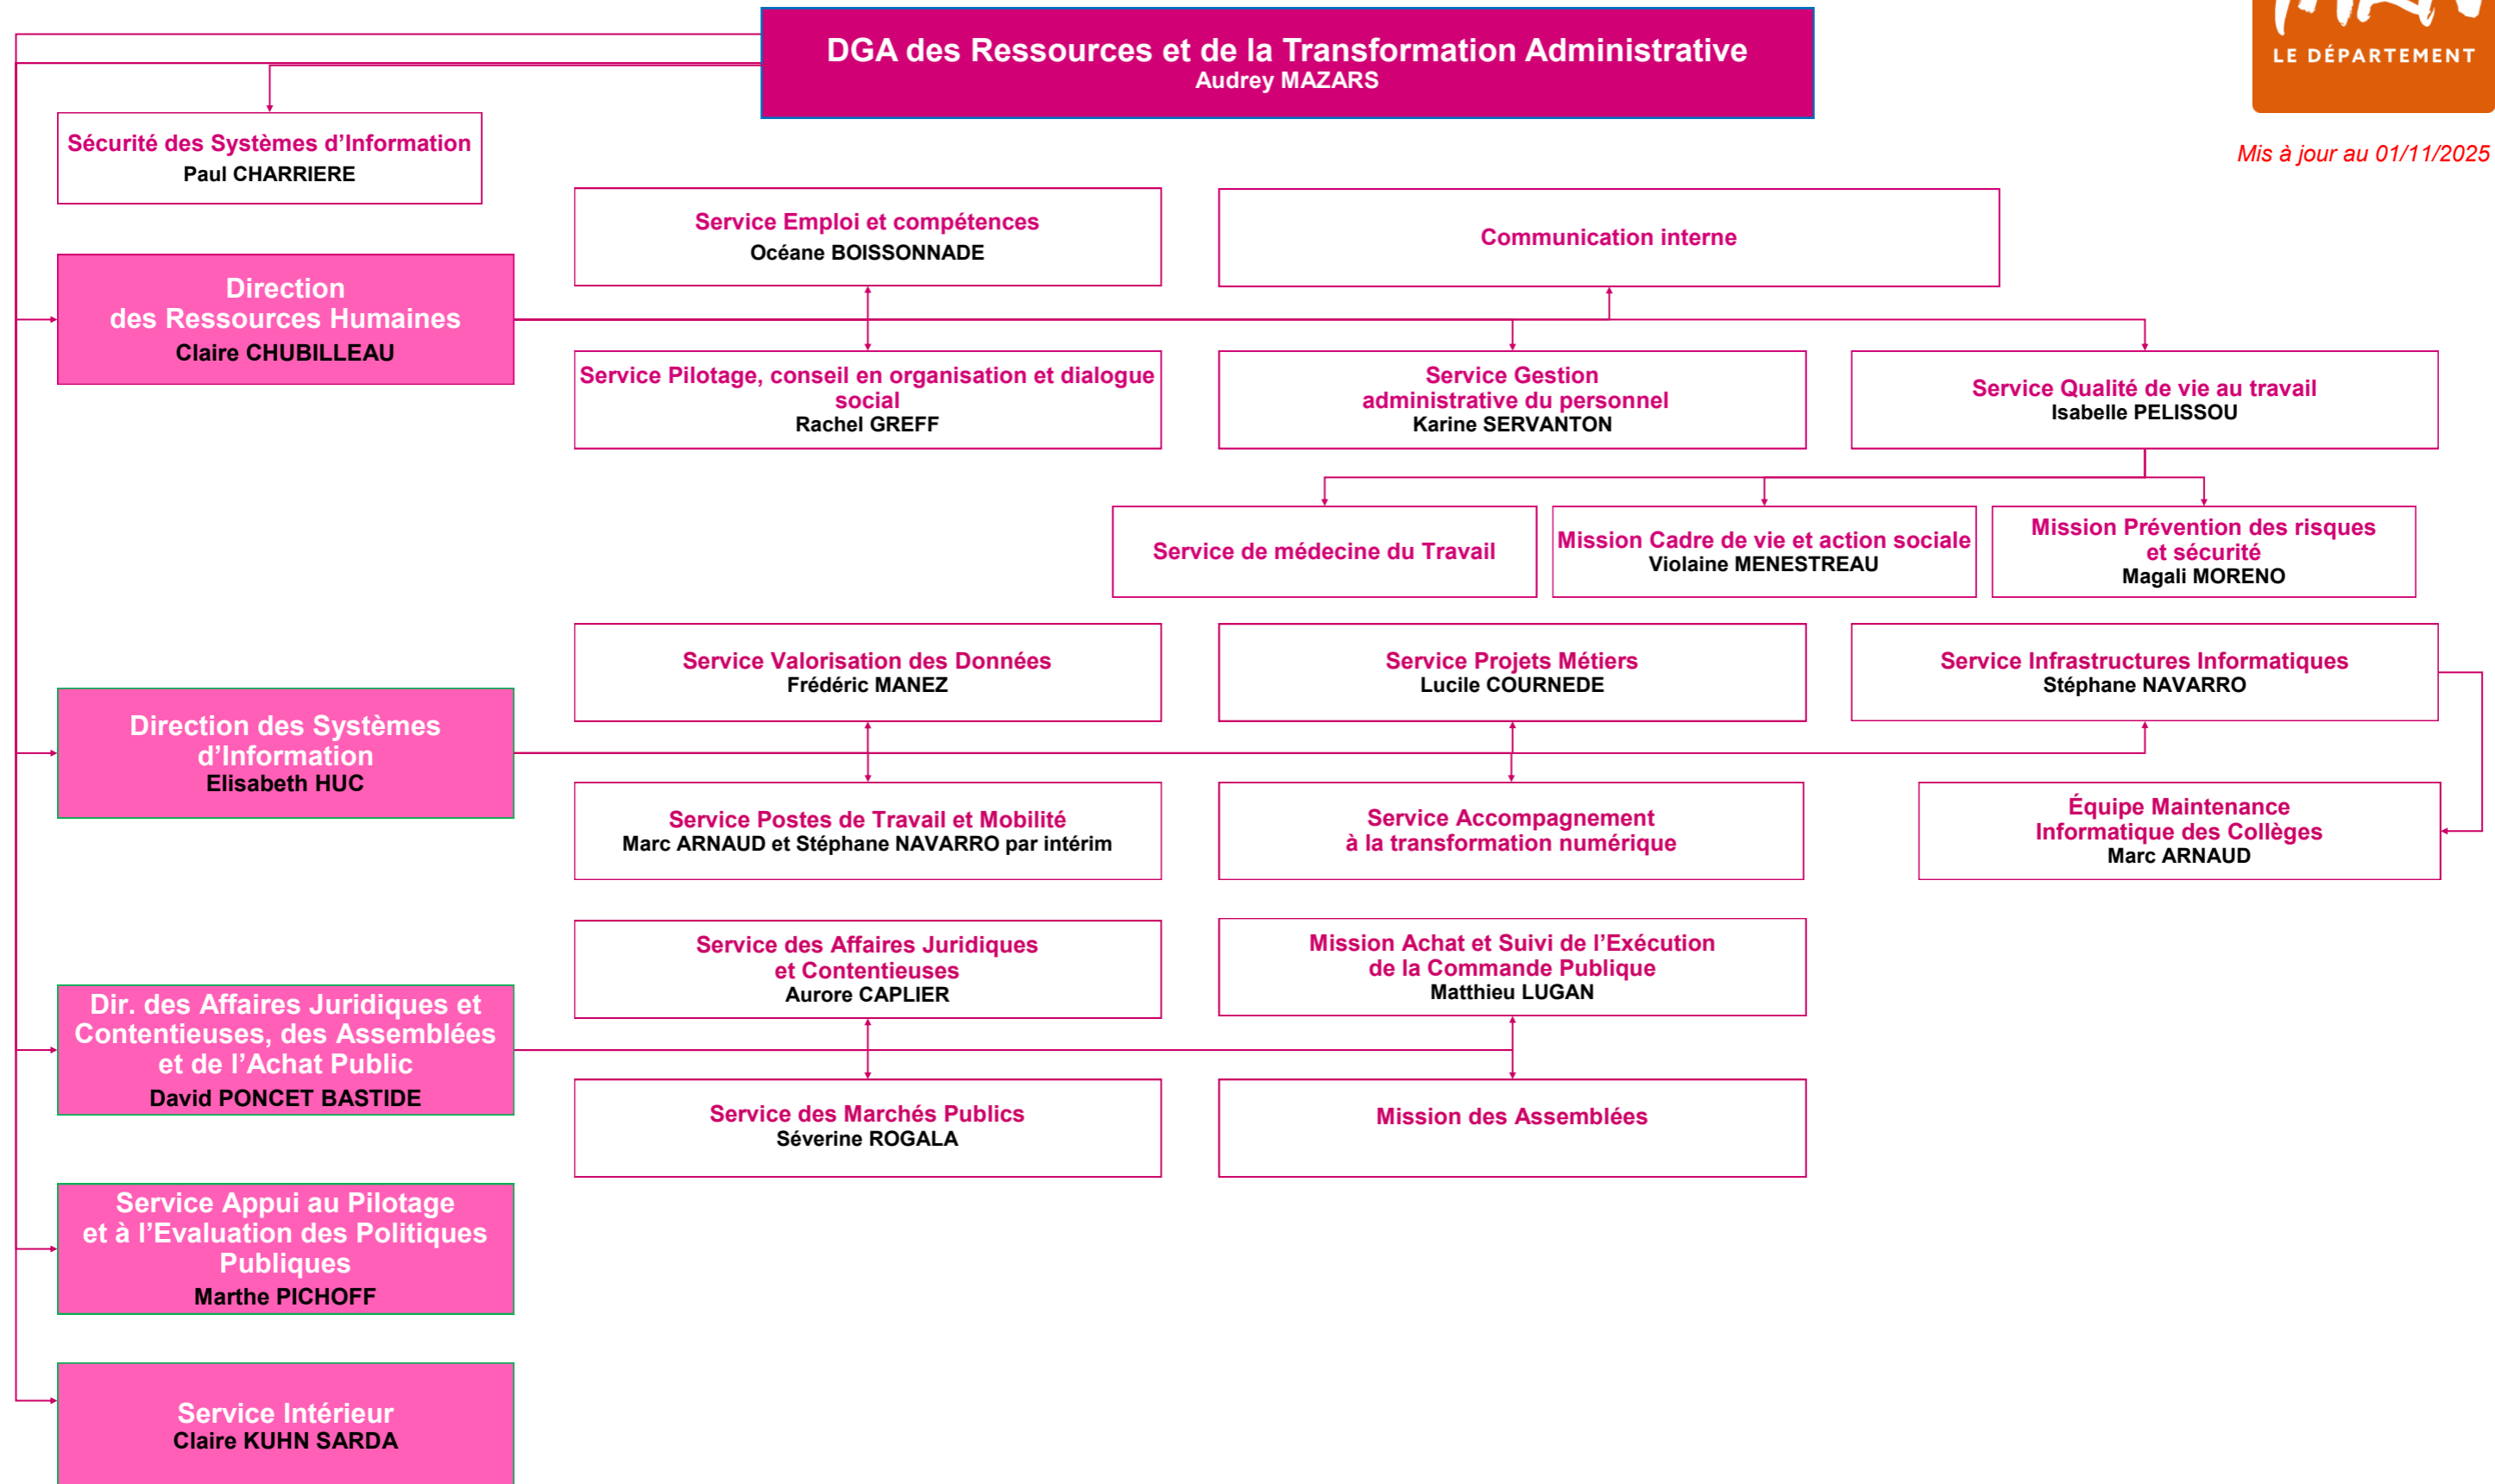 DGA des Ressources et de la Transformation Administrative
Audrey MAZARS
LE DÉPARTEMENT
Mis à jour au 01/11/2025
Sécurité des Systèmes d’Information
Paul CHARRIERE
Service Emploi et compétences
Océane BOISSONNADE
Communication interne
Direction
des Ressources Humaines
Claire CHUBILLEAU
Service Pilotage, conseil en organisation et dialogue
social
Rachel GREFF
Service Gestion
administrative du personnel
Karine SERVANTON
Service Qualité de vie au travail
Isabelle PELISSOU
Service de médecine du Travail
Mission Cadre de vie et action sociale
Violaine MENESTREAU
Mission Prévention des risques
et sécurité
Magali MORENO
Service Valorisation des Données
Frédéric MANEZ
Service Projets Métiers
Lucile COURNEDE
Service Infrastructures Informatiques
Stéphane NAVARRO
Direction des Systèmes
d’Information
Elisabeth HUC
Service Postes de Travail et Mobilité
Marc ARNAUD et Stéphane NAVARRO par intérim
Service Accompagnement
à la transformation numérique
Équipe Maintenance
Informatique des Collèges
Marc ARNAUD
Service des Affaires Juridiques
et Contentieuses
Aurore CAPLIER
Mission Achat et Suivi de l’Exécution
de la Commande Publique
Matthieu LUGAN
Dir. des Affaires Juridiques et
Contentieuses, des Assemblées
et de l’Achat Public
David PONCET BASTIDE
Service des Marchés Publics
Séverine ROGALA
Mission des Assemblées
Service Appui au Pilotage
et à l’Evaluation des Politiques
Publiques
Marthe PICHOFF
Service Intérieur
Claire KUHN SARDA